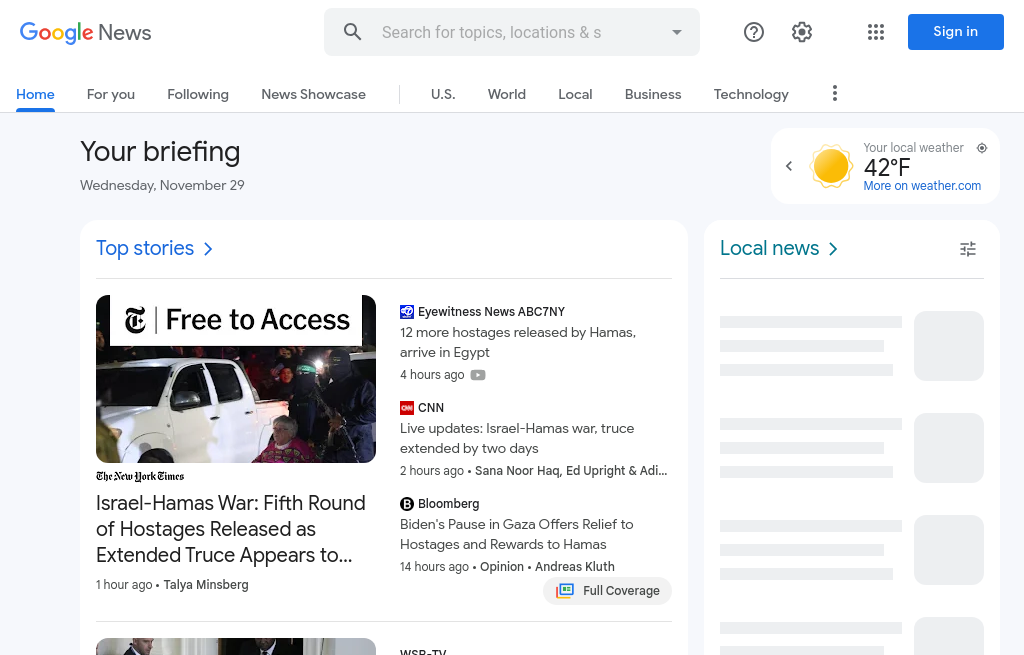 Google News
Search for topics, locations & s
Sign in
Home
For you
Following
News Showcase
U.S.
World
Local
Business
Technology
Your briefing
Wednesday, November 29
Your local weather
42°F
More on weather.com
Top stories
Local news
Free to Access
The New York Times
Israel-Hamas War: Fifth Round
of Hostages Released as
Extended Truce Appears to...
1 hour ago • Talya Minsberg
Eyewitness News ABC7NY
12 more hostages released by Hamas,
arrive in Egypt
4 hours ago
CNN
Live updates: Israel-Hamas war, truce
extended by two days
2 hours ago • Sana Noor Haq, Ed Upright & Adi...
Bloomberg
Biden's Pause in Gaza Offers Relief to
Hostages and Rewards to Hamas
14 hours ago • Opinion • Andreas Kluth
Full Coverage
WSB-TV